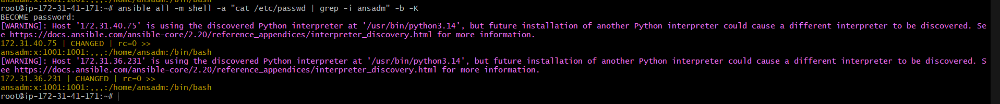 root@ip-172-31-41-171:~# ansible all -m shell -a "cat /etc/passwd | grep -i ansadm" -b -K
BECOME password:
[WARNING]: Host '172.31.40.75' is using the discovered Python interpreter at '/usr/bin/python3.14', but future installation of another Python interpreter could cause a different interpreter to be discovered. Se
e https://docs.ansible.com/ansible-core/2.20/reference_appendices/interpreter_discovery.html for more information.
172.31.40.75 | CHANGED | rc=0 >>
ansadm:x:1001:1001:,,,:/home/ansadm:/bin/bash
[WARNING]: Host '172.31.36.231' is using the discovered Python interpreter at '/usr/bin/python3.14', but future installation of another Python interpreter could cause a different interpreter to be discovered. S
ee https://docs.ansible.com/ansible-core/2.20/reference_appendices/interpreter_discovery.html for more information.
172.31.36.231 | CHANGED | rc=0 >>
ansadm:x:1001:1001:,,,:/home/ansadm:/bin/bash
root@ip-172-31-41-171:~#